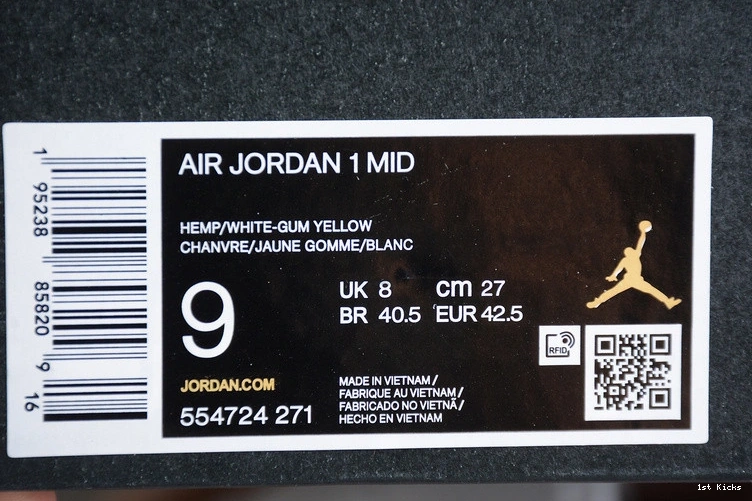 AIR JORDAN 1 MID
HEMP/WHITE-GUM YELLOW
CHANVRE/JAUNE GOMME/BLANC
9
UK 8 cm 27
BR 40.5 EUR 42.5
RFID
JORDAN.COM
554724 271
MADE IN VIETNAM /
FABRIQUE AU VIETNAM /
FABRICADO NO VIETNÃ /
HECHO EN VIETNAM
1 95238 85820 9 16
1st Kicks